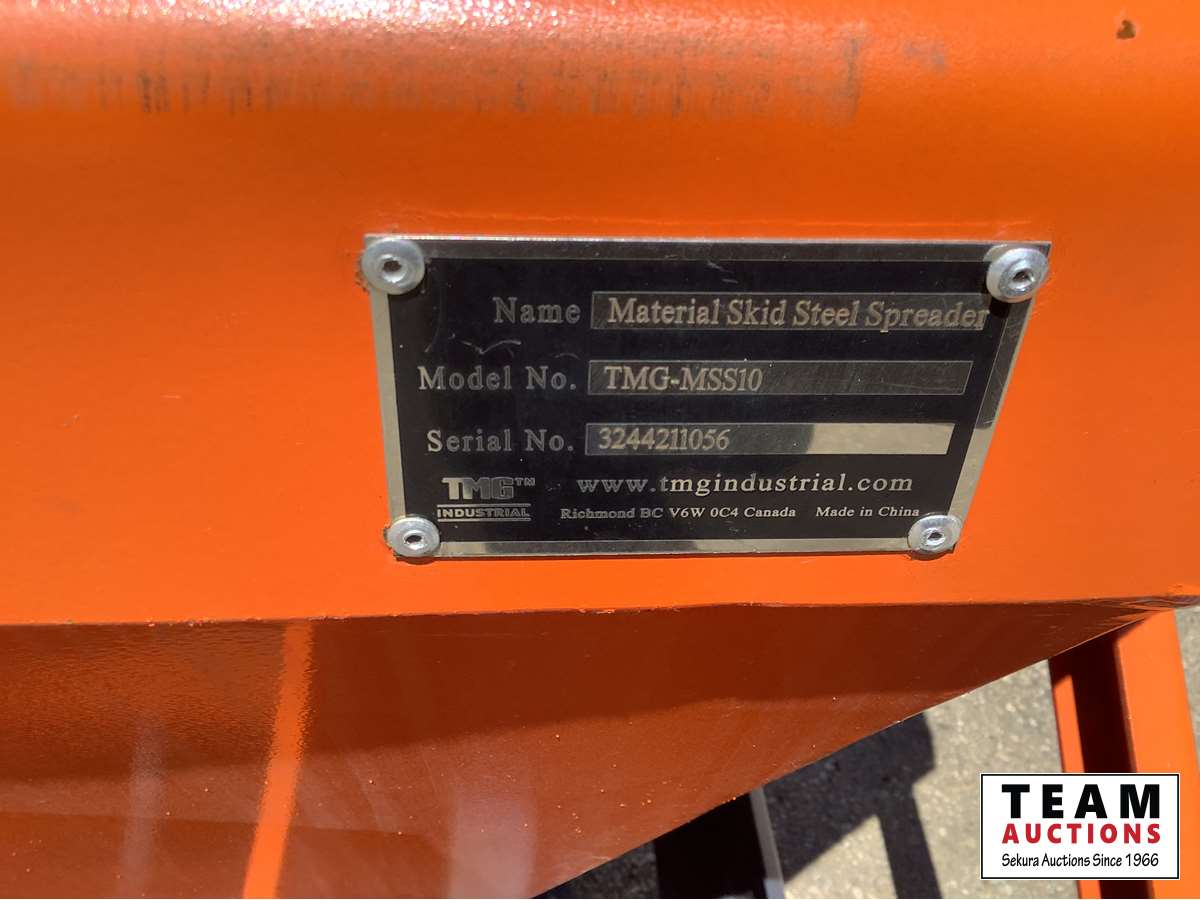 Name Material Skid Steel Spreader
Model No. TMG-MSS10
Serial No. 3244211056
TMG™ www.tmgindustrial.com
INDUSTRIAL Richmond BC V6W 0C4 Canada Made in China
TEAM
AUCTIONS
Sekura Auctions Since 1966